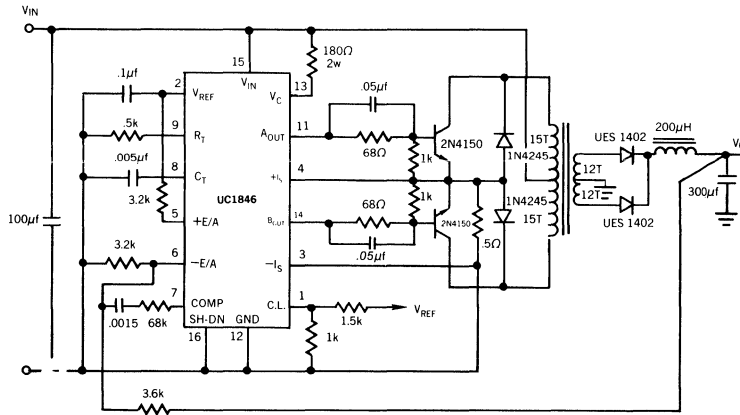 VIN
180Ω
2w
15
VIN
.1µf
2
VREF
VC
13
.05µf
.5k
9
RT
AOUT
11
68Ω
2N4150
1k
15T
1N4245
UES 1402
200µH
.005µf
8
CT
+IS
4
12T
12T
300µf
100µf
3.2k
UC1846
1k
1N4245
15T
UES 1402
5
+E/A
BOUT
14
68Ω
2N4150
.5Ω
.05µf
3.2k
6
−E/A
−IS
3
7
COMP
C.L.
1
1.5k
VREF
.0015
68k
SH-DN
GND
16
12
1k
3.6k